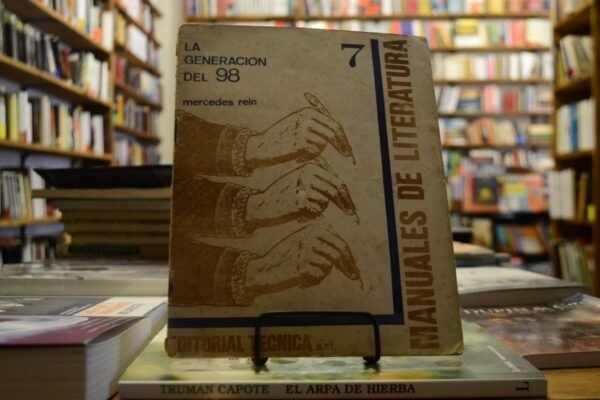 LA
GENERACION
DEL 98
7
mercedes rein
MANUALES DE LITERATURA
EDITORIAL TECNICA s.r.l.
TRUMAN CAPOTE EL ARPA DE HIERBA